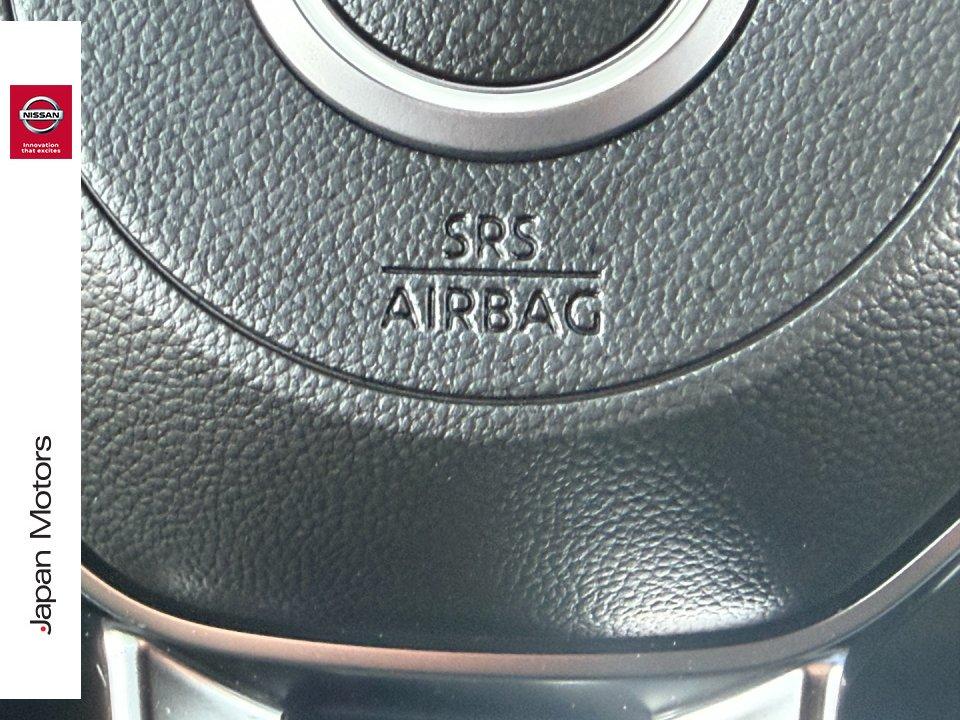 NISSAN
Innovation
that excites
SRS
AIRBAG
Japan Motors